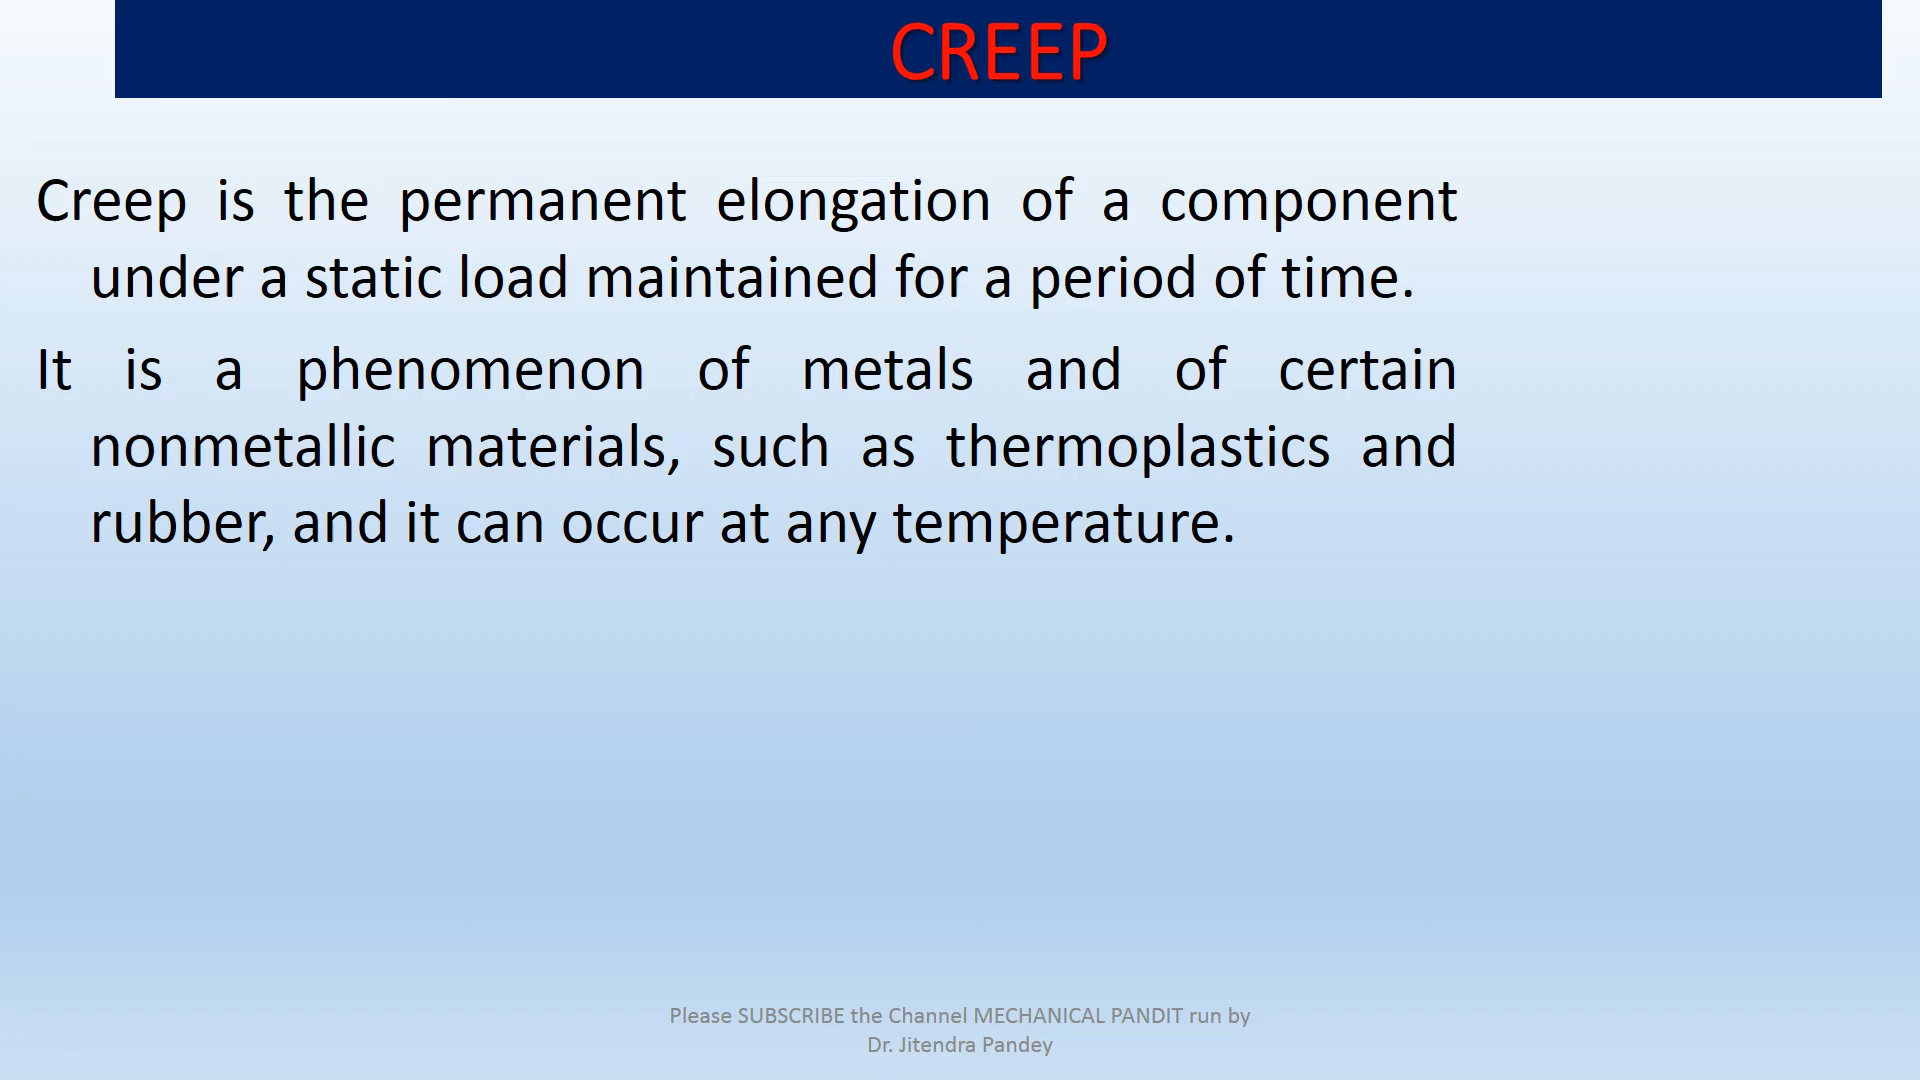 CREEP
Creep is the permanent elongation of a component
under a static load maintained for a period of time.
It is a phenomenon of metals and of certain
nonmetallic materials, such as thermoplastics and
rubber, and it can occur at any temperature.
Please SUBSCRIBE the Channel MECHANICAL PANDIT run by
Dr. Jitendra Pandey